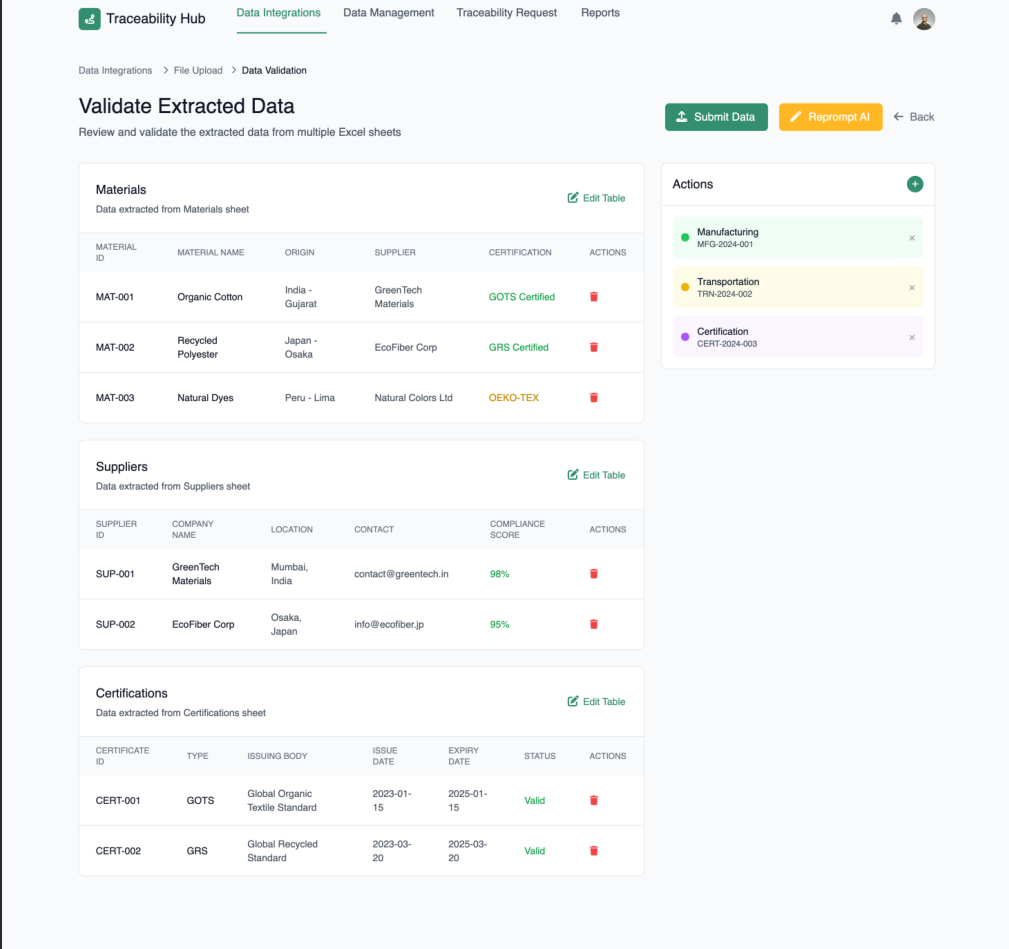 Traceability Hub
Data Integrations
Data Management
Traceability Request
Reports
Data Integrations > File Upload > Data Validation
Validate Extracted Data
Review and validate the extracted data from multiple Excel sheets
Submit Data
Reprompt AI
← Back
Materials
Data extracted from Materials sheet
Edit Table
MATERIAL
ID
MATERIAL NAME
ORIGIN
SUPPLIER
CERTIFICATION
ACTIONS
MAT-001
Organic Cotton
India -
Gujarat
GreenTech
Materials
GOTS Certified
MAT-002
Recycled
Polyester
Japan -
Osaka
EcoFiber Corp
GRS Certified
MAT-003
Natural Dyes
Peru - Lima
Natural Colors Ltd
OEKO-TEX
Suppliers
Data extracted from Suppliers sheet
Edit Table
SUPPLIER
ID
COMPANY
NAME
LOCATION
CONTACT
COMPLIANCE
SCORE
ACTIONS
SUP-001
GreenTech
Materials
Mumbai,
India
contact@greentech.in
98%
SUP-002
EcoFiber Corp
Osaka,
Japan
info@ecofiber.jp
95%
Certifications
Data extracted from Certifications sheet
Edit Table
CERTIFICATE
ID
TYPE
ISSUING BODY
ISSUE
DATE
EXPIRY
DATE
STATUS
ACTIONS
CERT-001
GOTS
Global Organic
Textile Standard
2023-01-
15
2025-01-
15
Valid
CERT-002
GRS
Global Recycled
Standard
2023-03-
20
2025-03-
20
Valid
Actions
Manufacturing
MFG-2024-001
×
Transportation
TRN-2024-002
×
Certification
CERT-2024-003
×